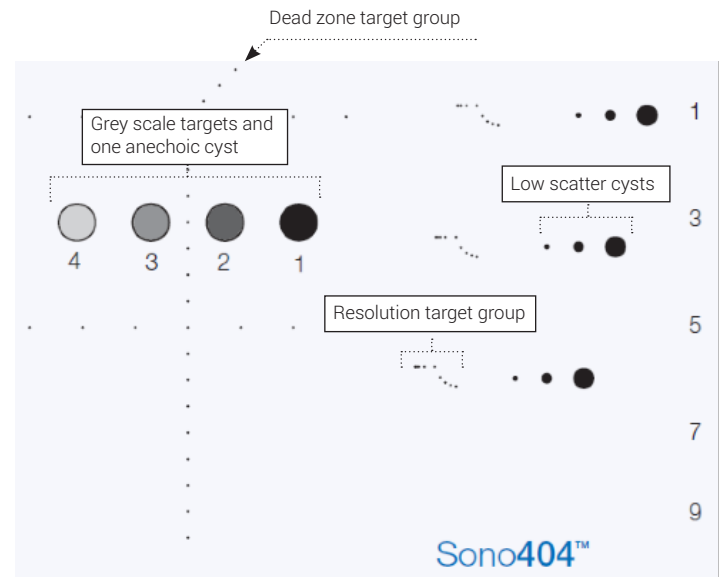 Dead zone target group
1
Grey scale targets and
one anechoic cyst
Low scatter cysts
3
4 3 2 1
Resolution target group
5
7
9
Sono404™